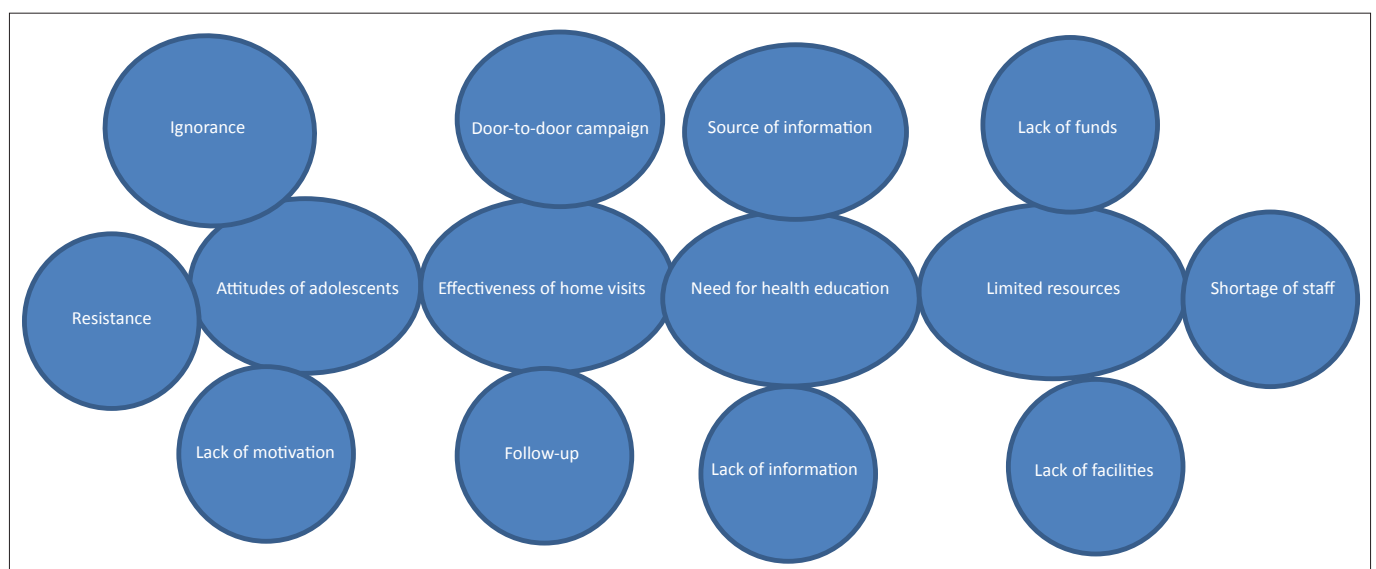 Ignorance
Door-to-door campaign
Source of information
Lack of funds
Attitudes of adolescents
Effectiveness of home visits
Need for health education
Limited resources
Shortage of staff
Resistance
Lack of motivation
Follow-up
Lack of information
Lack of facilities